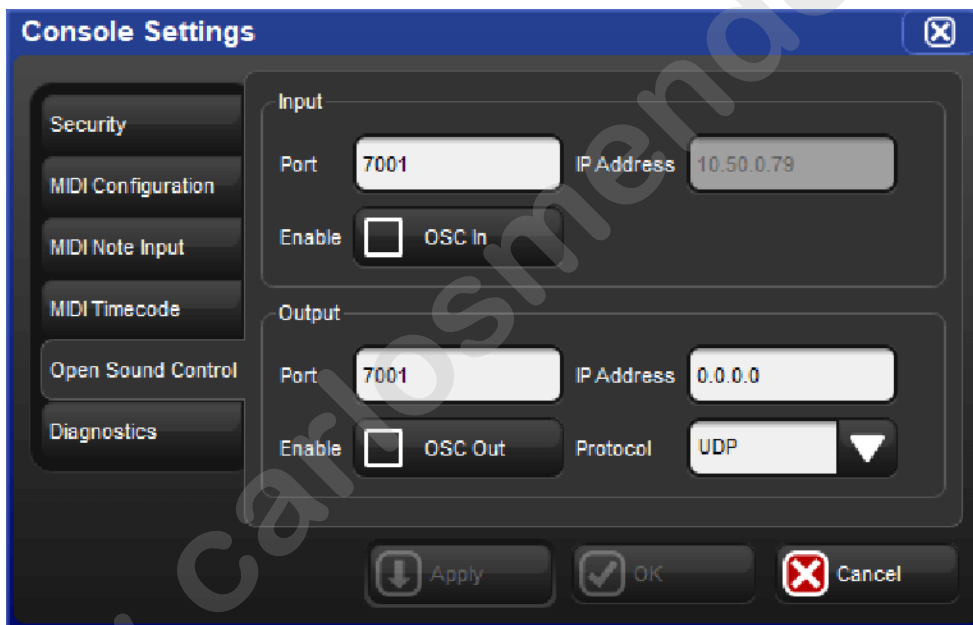 Console Settings
Security
MIDI Configuration
MIDI Note Input
MIDI Timecode
Open Sound Control
Diagnostics
Input
Port 7001 IP Address 10.50.0.79
Enable OSC In
Output
Port 7001 IP Address 0.0.0.0
Enable OSC Out Protocol UDP
Apply OK Cancel
carlosmend